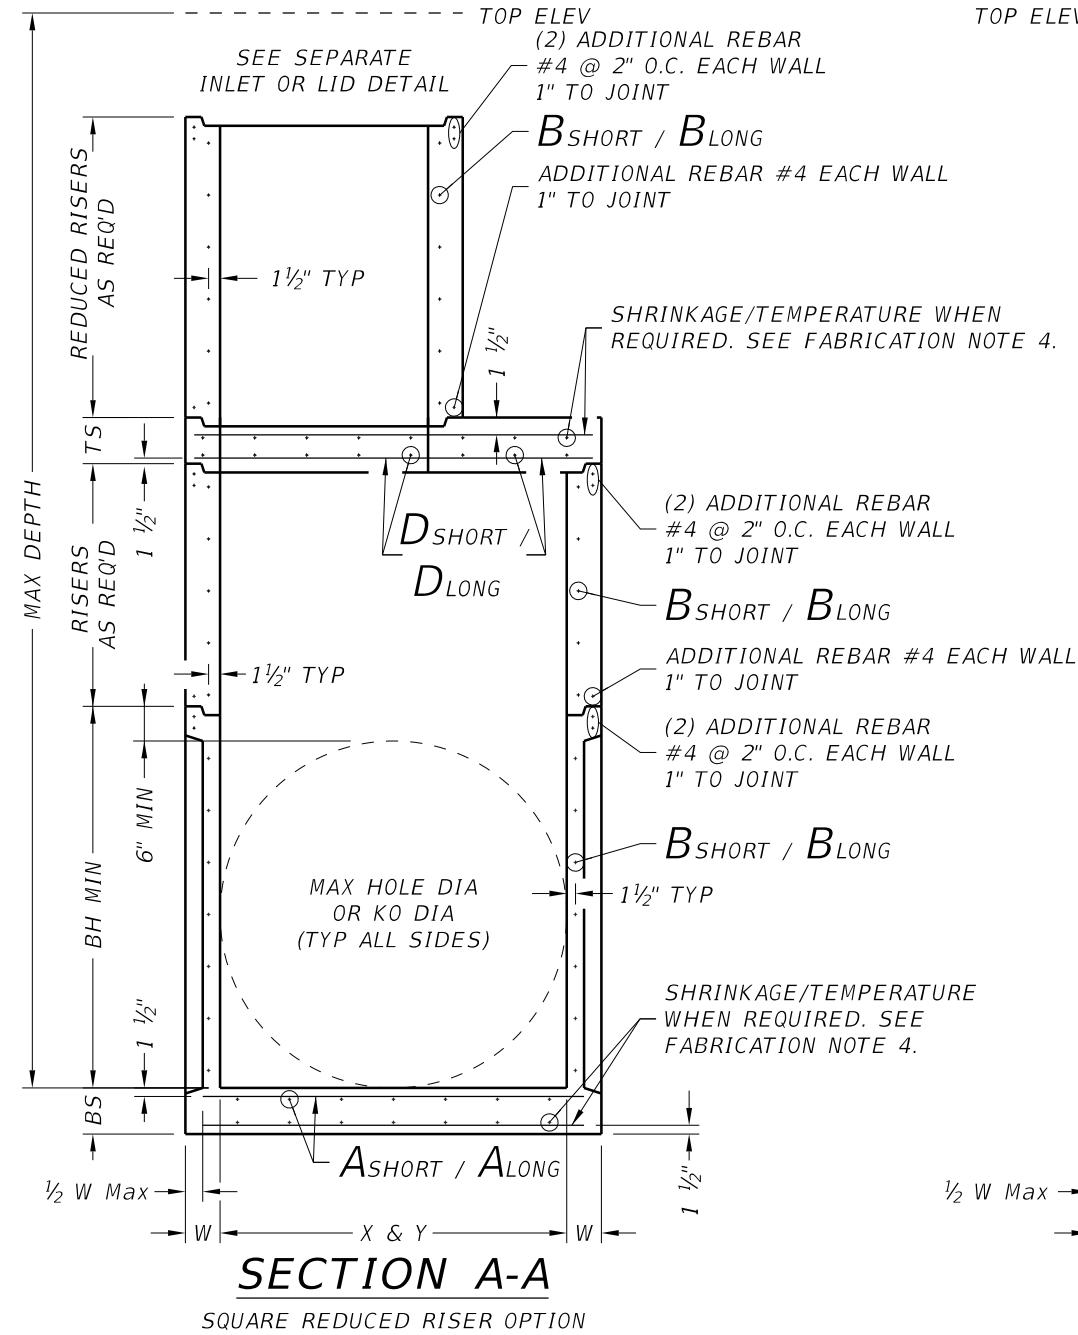 TOP ELEV
TOP ELEV
(2) ADDITIONAL REBAR
#4 @ 2" O.C. EACH WALL
1" TO JOINT
SEE SEPARATE
INLET OR LID DETAIL
BSHORT / BLONG
ADDITIONAL REBAR #4 EACH WALL
1" TO JOINT
REDUCED RISERS
AS REQ'D
1½" TYP
SHRINKAGE/TEMPERATURE WHEN
REQUIRED. SEE FABRICATION NOTE 4.
1 ½"
TS
MAX DEPTH
1 ½"
RISERS
AS REQ'D
DSHORT /
DLONG
(2) ADDITIONAL REBAR
#4 @ 2" O.C. EACH WALL
1" TO JOINT
BSHORT / BLONG
ADDITIONAL REBAR #4 EACH WALL
1" TO JOINT
1½" TYP
(2) ADDITIONAL REBAR
#4 @ 2" O.C. EACH WALL
1" TO JOINT
6" MIN
BH MIN
BSHORT / BLONG
MAX HOLE DIA
OR KO DIA
(TYP ALL SIDES)
1½" TYP
1 ½"
SHRINKAGE/TEMPERATURE
WHEN REQUIRED. SEE
FABRICATION NOTE 4.
BS
ASHORT / ALONG
1 ½"
½ W Max
½ W Max
W
X & Y
W
SECTION A-A
SQUARE REDUCED RISER OPTION